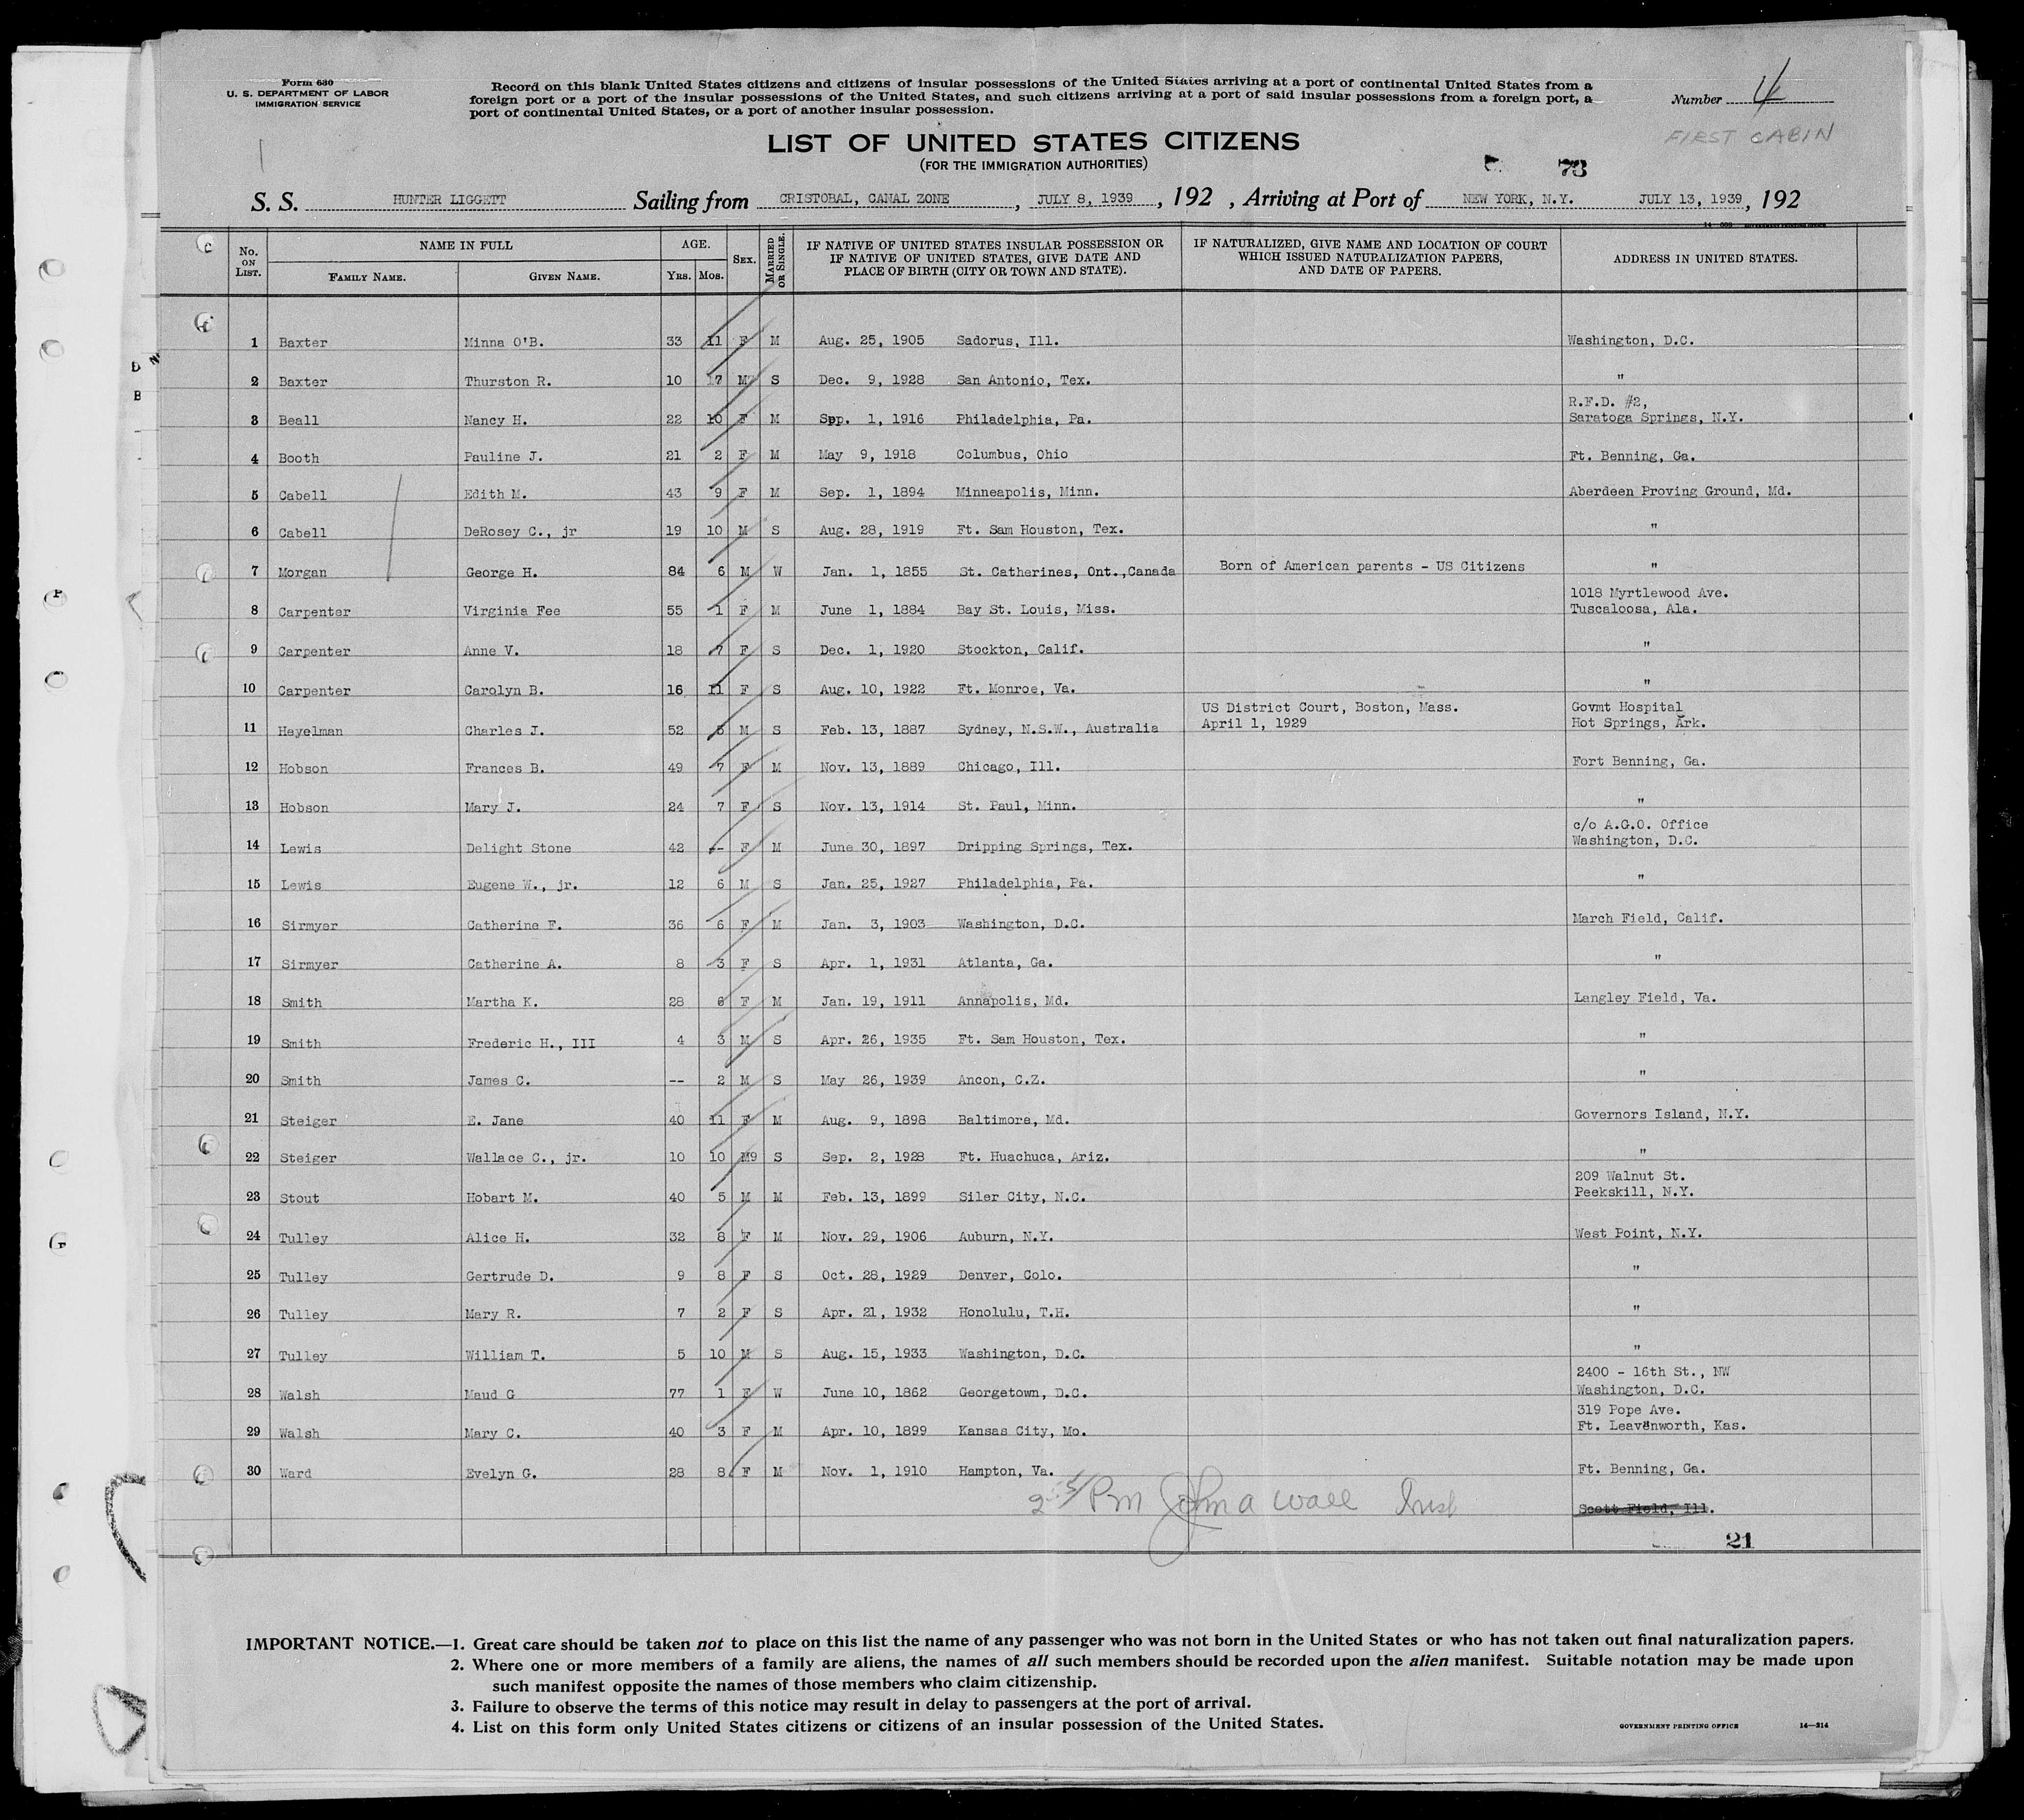 Form 630
U. S. DEPARTMENT OF LABOR
IMMIGRATION SERVICE
Record on this blank United States citizens and citizens of insular possessions of the United States arriving at a port of continental United States from a
foreign port or a port of the insular possessions of the United States, and such citizens arriving at a port of said insular possessions from a foreign port, a
port of continental United States, or a port of another insular possession.
Number 4
FIRST CABIN
LIST OF UNITED STATES CITIZENS
(FOR THE IMMIGRATION AUTHORITIES)
73
S. S. HUNTER LIGGETT Sailing from CRISTOBAL, CANAL ZONE, JULY 8, 1939, 192 , Arriving at Port of NEW YORK, N.Y. JULY 13, 1939, 192
No. ON LIST. NAME IN FULL FAMILY NAME. GIVEN NAME. AGE. YRS. MOS. SEX. MARRIED OR SINGLE. IF NATIVE OF UNITED STATES INSULAR POSSESSION OR IF NATIVE OF UNITED STATES, GIVE DATE AND PLACE OF BIRTH (CITY OR TOWN AND STATE). IF NATURALIZED, GIVE NAME AND LOCATION OF COURT WHICH ISSUED NATURALIZATION PAPERS, AND DATE OF PAPERS. ADDRESS IN UNITED STATES.
1 Baxter Minna O'B. 33 11 F M Aug. 25, 1905 Sadorus, Ill. Washington, D.C.
2 Baxter Thurston R. 10 7 M S Dec. 9, 1928 San Antonio, Tex. "
R.F.D. #2,
3 Beall Nancy H. 22 10 F M Sep. 1, 1916 Philadelphia, Pa. Saratoga Springs, N.Y.
4 Booth Pauline J. 21 2 F M May 9, 1918 Columbus, Ohio Ft. Benning, Ga.
5 Cabell Edith M. 43 9 F M Sep. 1, 1894 Minneapolis, Minn. Aberdeen Proving Ground, Md.
6 Cabell DeRosey C., jr 19 10 M S Aug. 28, 1919 Ft. Sam Houston, Tex. "
7 Morgan George H. 84 6 M W Jan. 1, 1855 St. Catherines, Ont.,Canada Born of American parents - US Citizens "
1018 Myrtlewood Ave.
8 Carpenter Virginia Fee 55 1 F M June 1, 1884 Bay St. Louis, Miss. Tuscaloosa, Ala.
9 Carpenter Anne V. 18 7 F S Dec. 1, 1920 Stockton, Calif. "
10 Carpenter Carolyn B. 16 11 F S Aug. 10, 1922 Ft. Monroe, Va. "
US District Court, Boston, Mass. Govmt Hospital
11 Hayelman Charles J. 52 5 M S Feb. 13, 1887 Sydney, N.S.W., Australia April 1, 1929 Hot Springs, Ark.
12 Hobson Frances B. 49 7 F M Nov. 13, 1889 Chicago, Ill. Fort Benning, Ga.
13 Hobson Mary J. 24 7 F S Nov. 13, 1914 St. Paul, Minn. "
c/o A.G.O. Office
14 Lewis Delight Stone 42 -- F M June 30, 1897 Dripping Springs, Tex. Washington, D.C.
15 Lewis Eugene W., jr. 12 6 M S Jan. 25, 1927 Philadelphia, Pa. "
16 Sirmyer Catherine F. 36 6 F M Jan. 3, 1903 Washington, D.C. March Field, Calif.
17 Sirmyer Catherine A. 8 3 F S Apr. 1, 1931 Atlanta, Ga. "
18 Smith Martha K. 28 6 F M Jan. 19, 1911 Annapolis, Md. Langley Field, Va.
19 Smith Frederic H., III 4 3 M S Apr. 26, 1935 Ft. Sam Houston, Tex. "
20 Smith James C. -- 2 M S May 26, 1939 Ancon, C.Z. "
21 Steiger E. Jane 40 11 F M Aug. 9, 1898 Baltimore, Md. Governors Island, N.Y.
22 Steiger Wallace C., jr. 10 10 M9 S Sep. 2, 1928 Ft. Huachuca, Ariz. "
209 Walnut St.
23 Stout Hobart M. 40 5 M M Feb. 13, 1899 Siler City, N.C. Peekskill, N.Y.
24 Tulley Alice H. 32 8 F M Nov. 29, 1906 Auburn, N.Y. West Point, N.Y.
25 Tulley Gertrude D. 9 8 F S Oct. 28, 1929 Denver, Colo. "
26 Tulley Mary R. 7 2 F S Apr. 21, 1932 Honolulu, T.H. "
27 Tulley William T. 5 10 M S Aug. 15, 1933 Washington, D.C. "
2400 - 16th St., NW
28 Walsh Maud G 77 1 F W June 10, 1862 Georgetown, D.C. Washington, D.C.
319 Pope Ave.
29 Walsh Mary C. 40 3 F M Apr. 10, 1899 Kansas City, Mo. Ft. Leavenworth, Kas.
30 Ward Evelyn G. 28 8 F M Nov. 1, 1910 Hampton, Va. Ft. Benning, Ga.
Pm John a Wall Insp
Scott Field, Ill.
21
IMPORTANT NOTICE.—1. Great care should be taken not to place on this list the name of any passenger who was not born in the United States or who has not taken out final naturalization papers.
2. Where one or more members of a family are aliens, the names of all such members should be recorded upon the alien manifest. Suitable notation may be made upon
such manifest opposite the names of those members who claim citizenship.
3. Failure to observe the terms of this notice may result in delay to passengers at the port of arrival.
4. List on this form only United States citizens or citizens of an insular possession of the United States.
GOVERNMENT PRINTING OFFICE 14—214